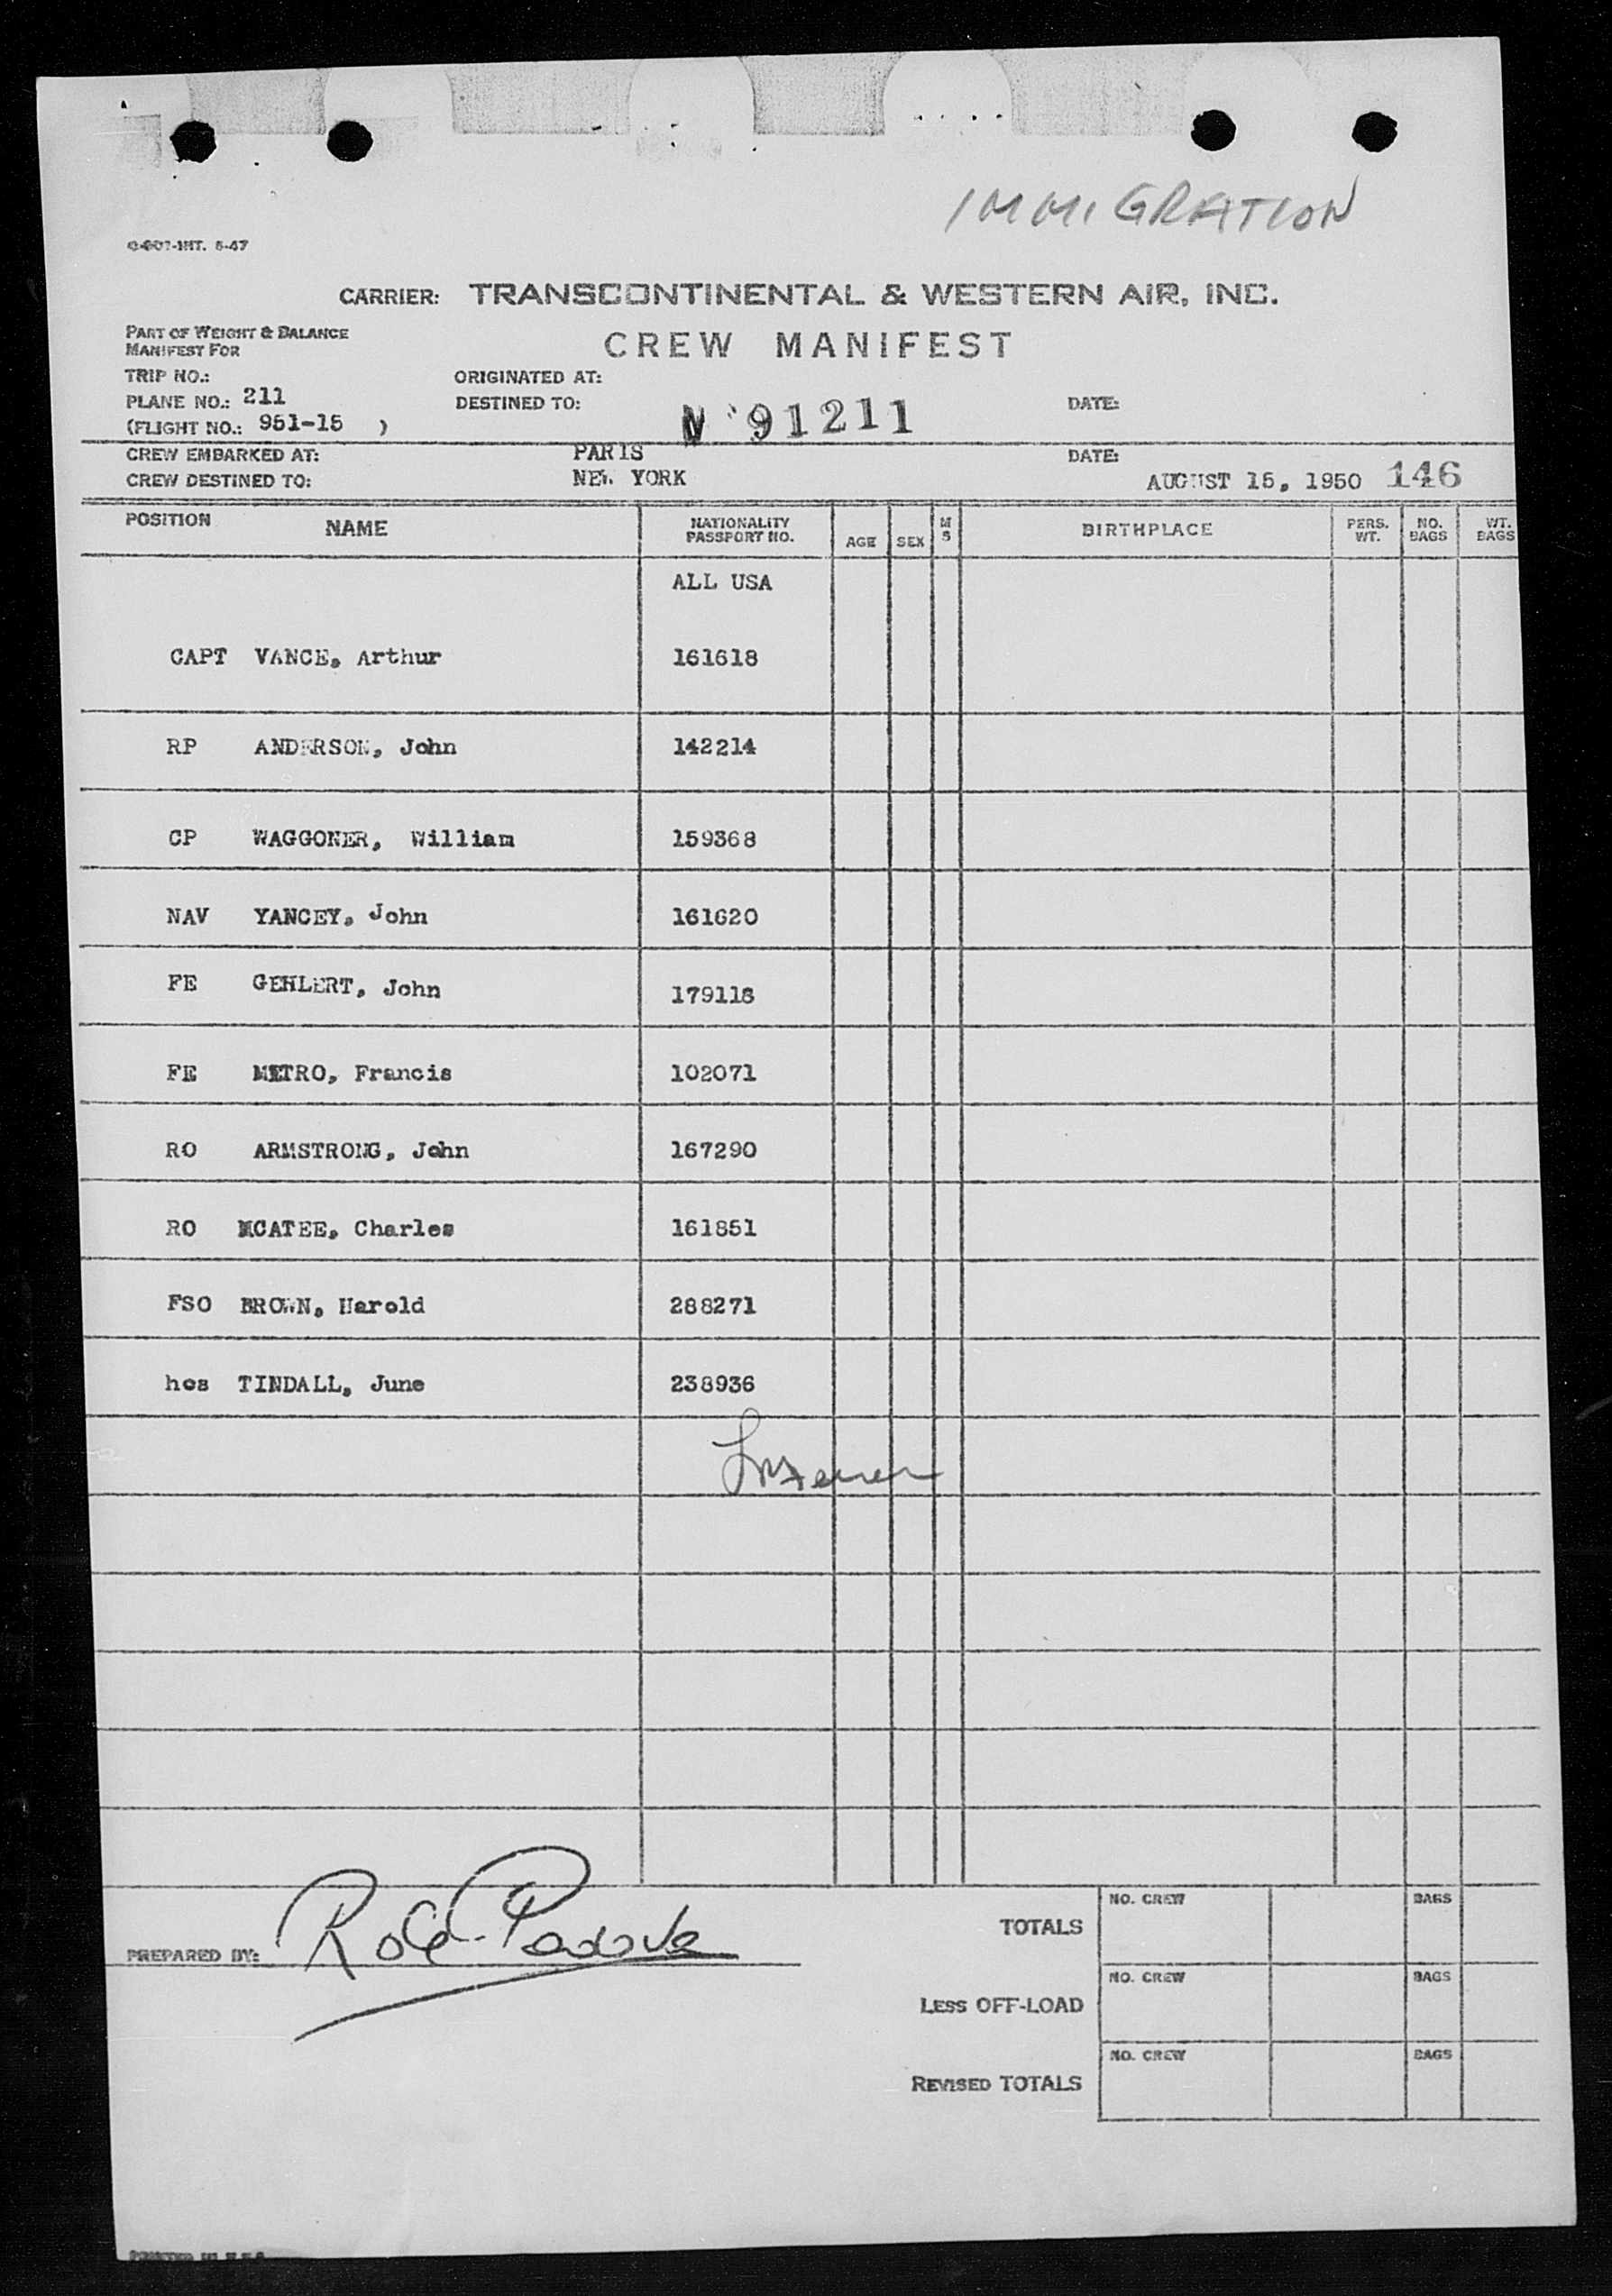 IMMIGRATION
CARRIER: TRANSCONTINENTAL & WESTERN AIR, INC.
PART OF WEIGHT & BALANCE
MANIFEST FOR
CREW MANIFEST
TRIP NO.:
ORIGINATED AT:
PLANE NO.: 211
DESTINED TO:
DATE:
(FLIGHT NO.: 951-15 )
N 91211
CREW EMBARKED AT: PARIS DATE:
CREW DESTINED TO: NEW YORK AUGUST 15, 1950 146
POSITION NAME NATIONALITY PASSPORT NO. AGE SEX M S BIRTHPLACE PERS. WT. NO. BAGS WT. BAGS
ALL USA
CAPT VANCE, Arthur 161618
RP ANDERSON, John 142214
CP WAGGONER, William 159368
NAV YANCEY, John 161620
FE GEHLERT, John 179118
FE METRO, Francis 102071
RO ARMSTRONG, John 167290
RO MCATEE, Charles 161851
FSO BROWN, Harold 288271
hos TINDALL, June 238936
NO. CREW BAGS
TOTALS
PREPARED BY:
NO. CREW BAGS
LESS OFF-LOAD
NO. CREW BAGS
REVISED TOTALS